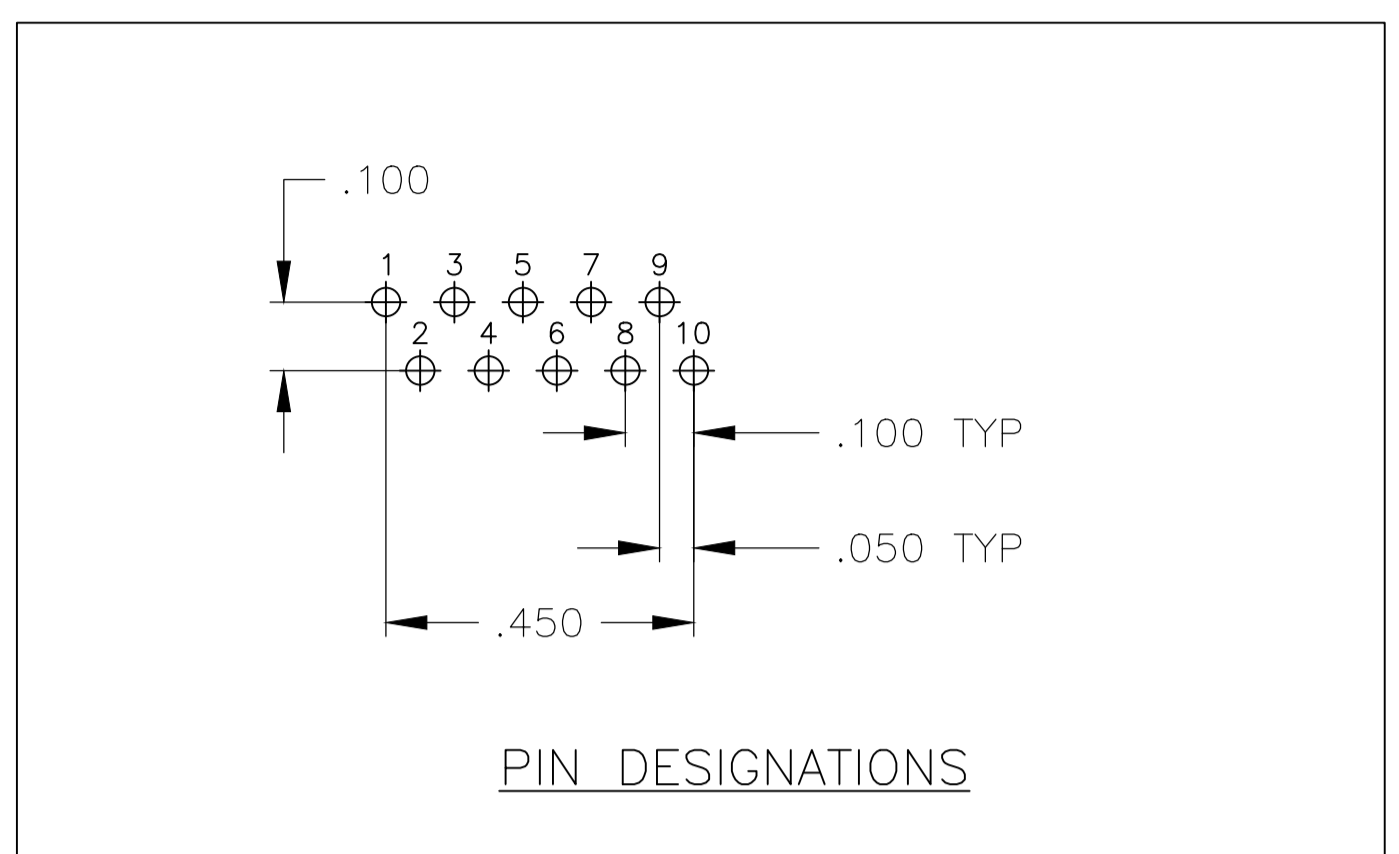 .100
1 3 5 7 9
2 4 6 8 10
.100 TYP
.050 TYP
.450
PIN DESIGNATIONS